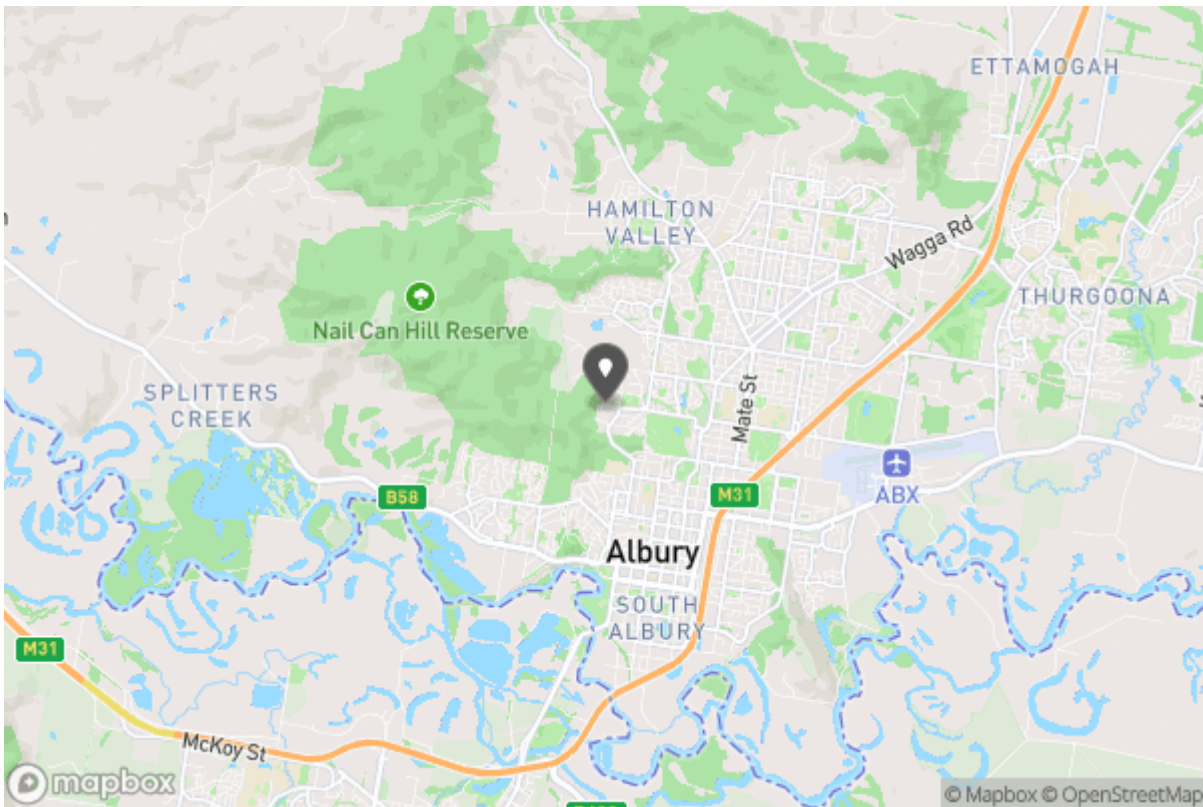 ETTAMOGAH
HAMILTON
VALLEY
Wagga Rd
THURGOONA
Nail Can Hill Reserve
SPLITTERS
CREEK
Mate St
ABX
B58
M31
Albury
SOUTH
ALBURY
M31
McKoy St
mapbox
© Mapbox © OpenStreetMap